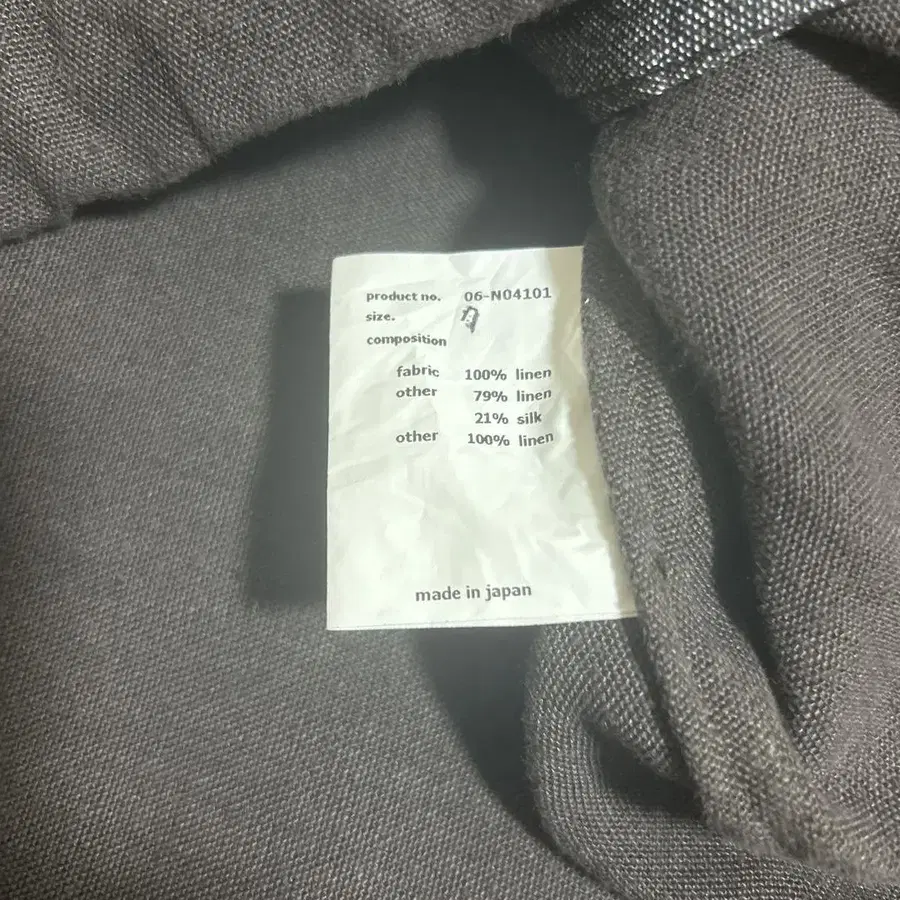 product no. 06-N04101
size.
composition
fabric 100% linen
other 79% linen
21% silk
other 100% linen
made in japan